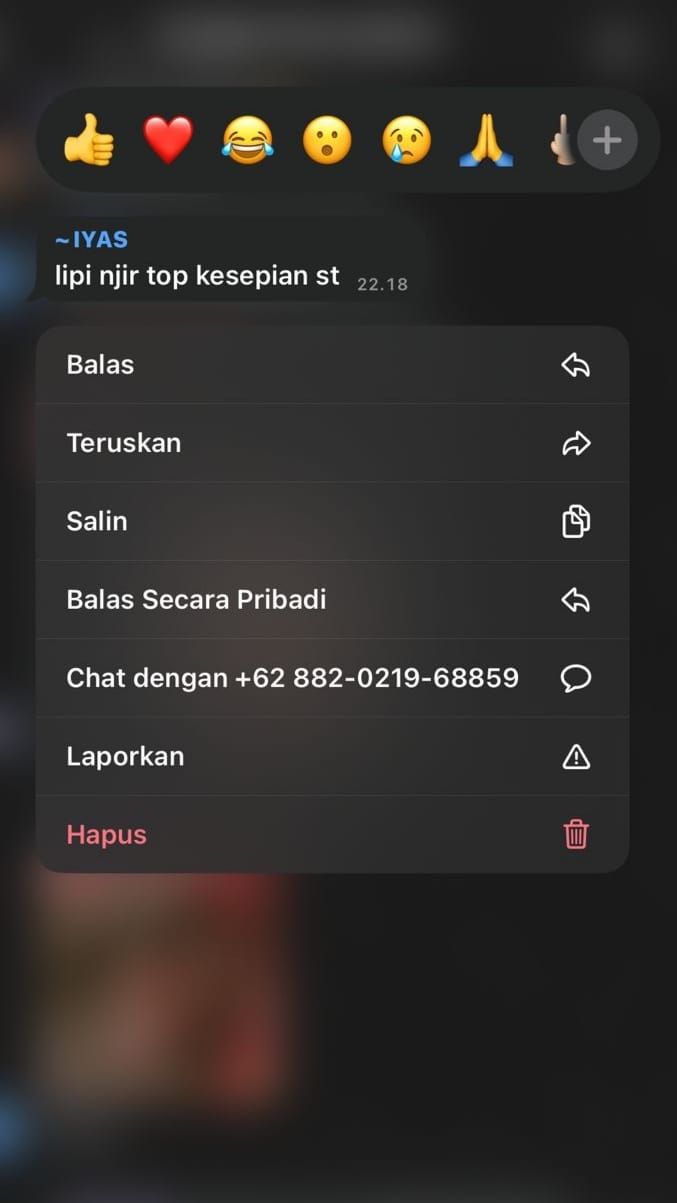 ~IYAS
lipi njir top kesepian st 22.18
Balas
Teruskan
Salin
Balas Secara Pribadi
Chat dengan +62 882-0219-68859
Laporkan
Hapus